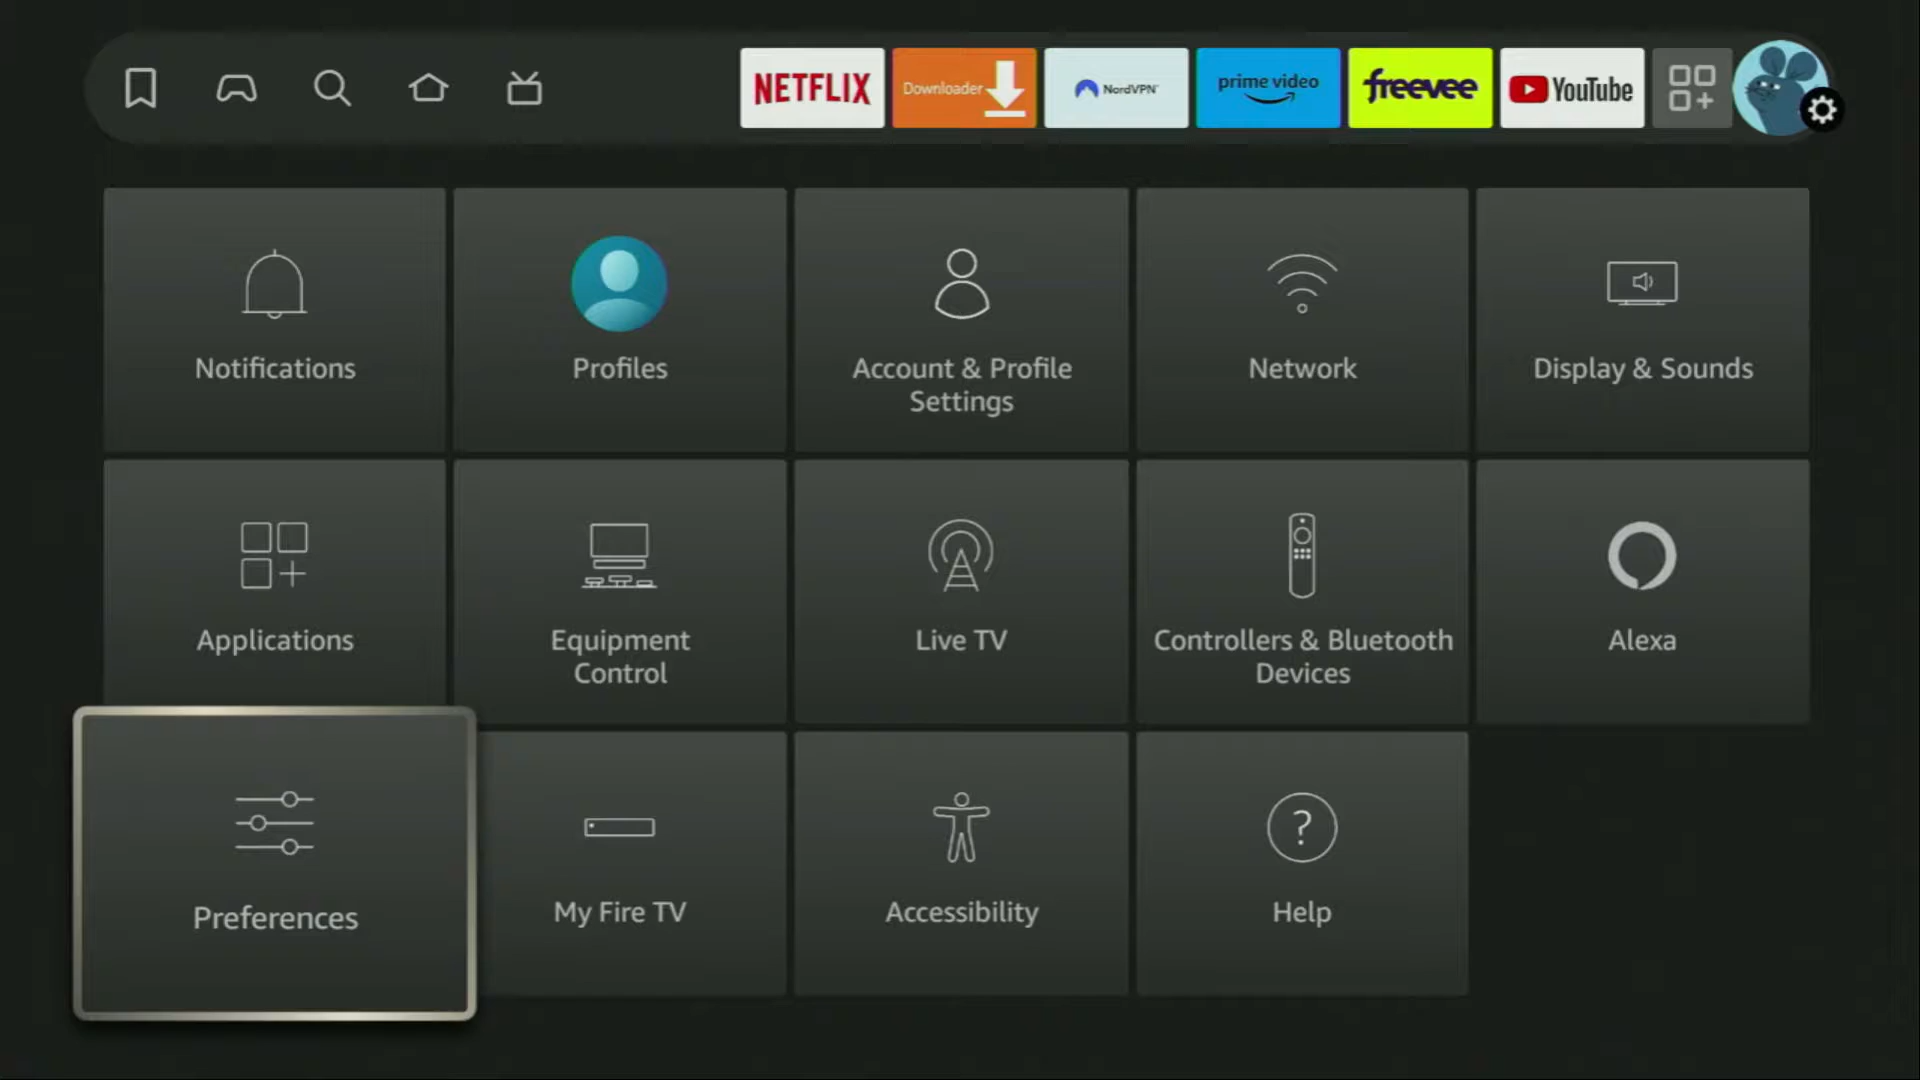 NETFLIX
Downloader
NordVPN
prime video
freevee
YouTube
Notifications
Profiles
Account & Profile
Settings
Network
Display & Sounds
Applications
Equipment
Control
Live TV
Controllers & Bluetooth
Devices
Alexa
Preferences
My Fire TV
Accessibility
?
Help